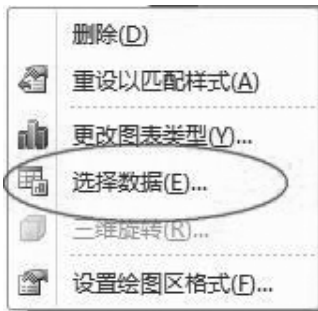 删除(D)
重设以匹配样式(A)
更改图表类型(Y)...
选择数据(E)...
三维旋转(R)...
设置绘图区格式(F)...